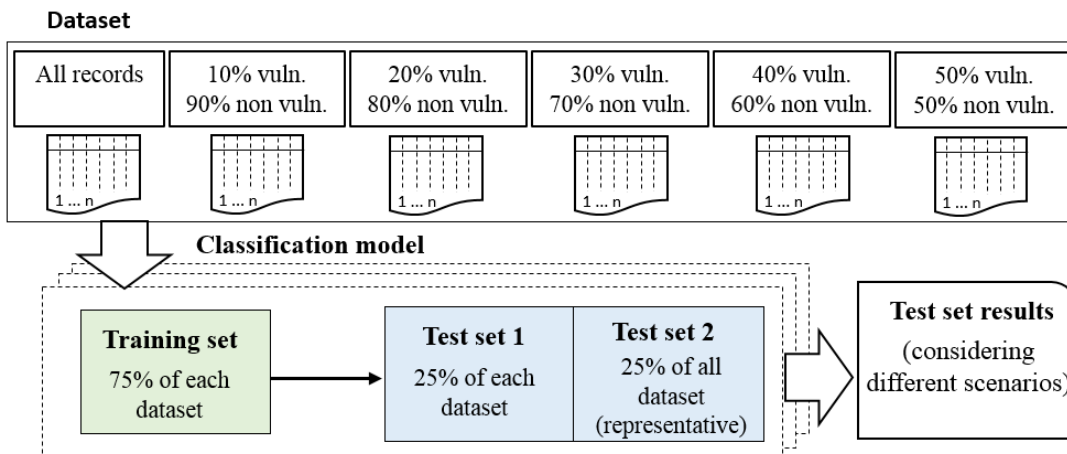 Dataset
All records
10% vuln.
90% non vuln.
20% vuln.
80% non vuln.
30% vuln.
70% non vuln.
40% vuln.
60% non vuln.
50% vuln.
50% non vuln.
1 ... n
1 ... n
1 ... n
1 ... n
1 ... n
1 ... n
Classification model
Training set
75% of each
dataset
Test set 1
25% of each
dataset
Test set 2
25% of all
dataset
(representative)
Test set results
(considering
different scenarios)